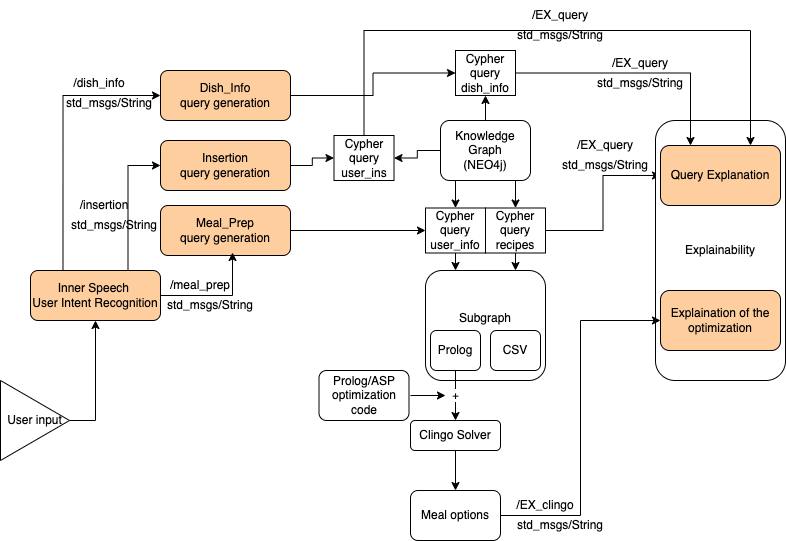 /EX_query
std_msgs/String
/dish_info
std_msgs/String
Dish_Info
query generation
Cypher
query
dish_info
/EX_query
std_msgs/String
Insertion
query generation
Cypher
query
user_ins
Knowledge
Graph
(NEO4j)
/EX_query
std_msgs/String
Query Explanation
/insertion
std_msgs/String
Meal_Prep
query generation
Cypher
query
user_info
Cypher
query
recipes
Explainability
Inner Speech
User Intent Recognition
/meal_prep
std_msgs/String
Subgraph
Prolog
CSV
Explaination of the
optimization
Prolog/ASP
optimization
code
+
User input
Clingo Solver
Meal options
/EX_clingo
std_msgs/String